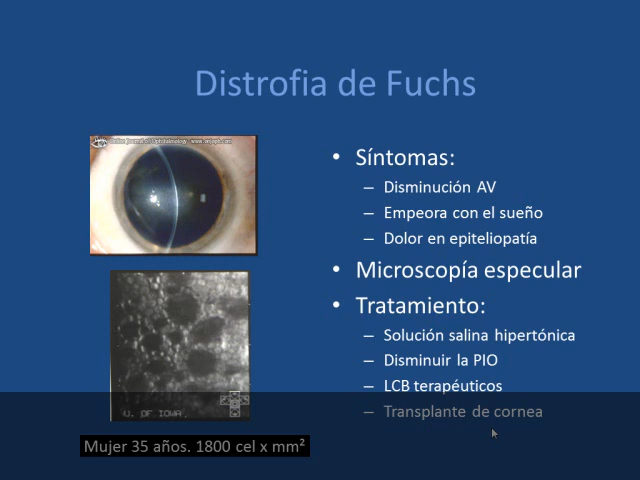 Distrofia de Fuchs
• Síntomas:
– Disminución AV
– Empeora con el sueño
– Dolor en epiteliopatía
• Microscopía especular
• Tratamiento:
– Solución salina hipertónica
– Disminuir la PIO
– LCB terapéuticos
– Transplante de cornea
U. OF IOWA
Mujer 35 años. 1800 cel x mm²